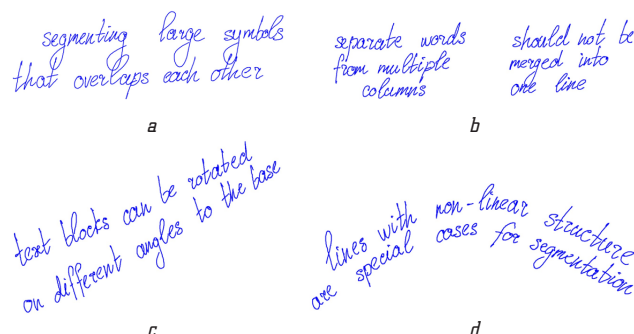 segmenting large symbols
that overlaps each other
a
separate words
from multiple
columns
should not be
merged into
one line
b
text blocks can be rotated
on different angles to the base
c
lines with non-linear structure
are special cases for segmentation
d